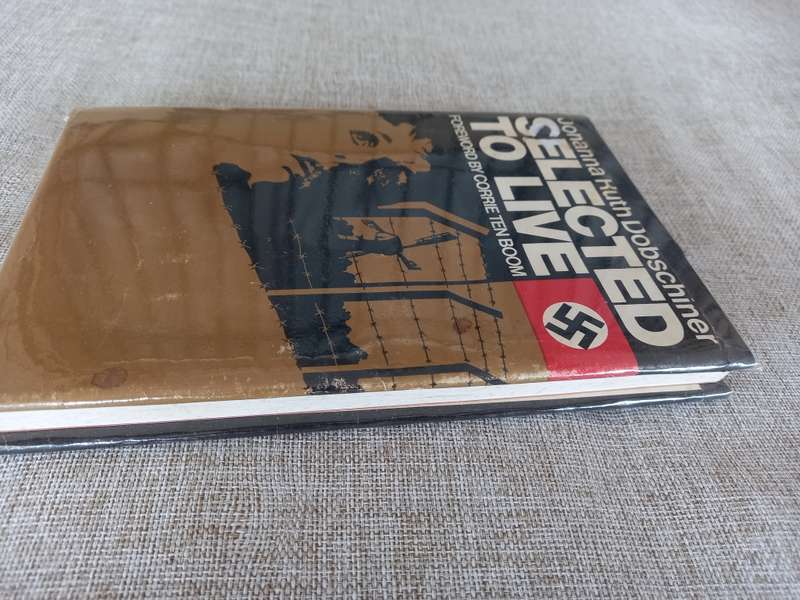 Johanna Ruth Dobschiner
SELECTED
TO LIVE
FOREWORD BY CORRIE TEN BOOM